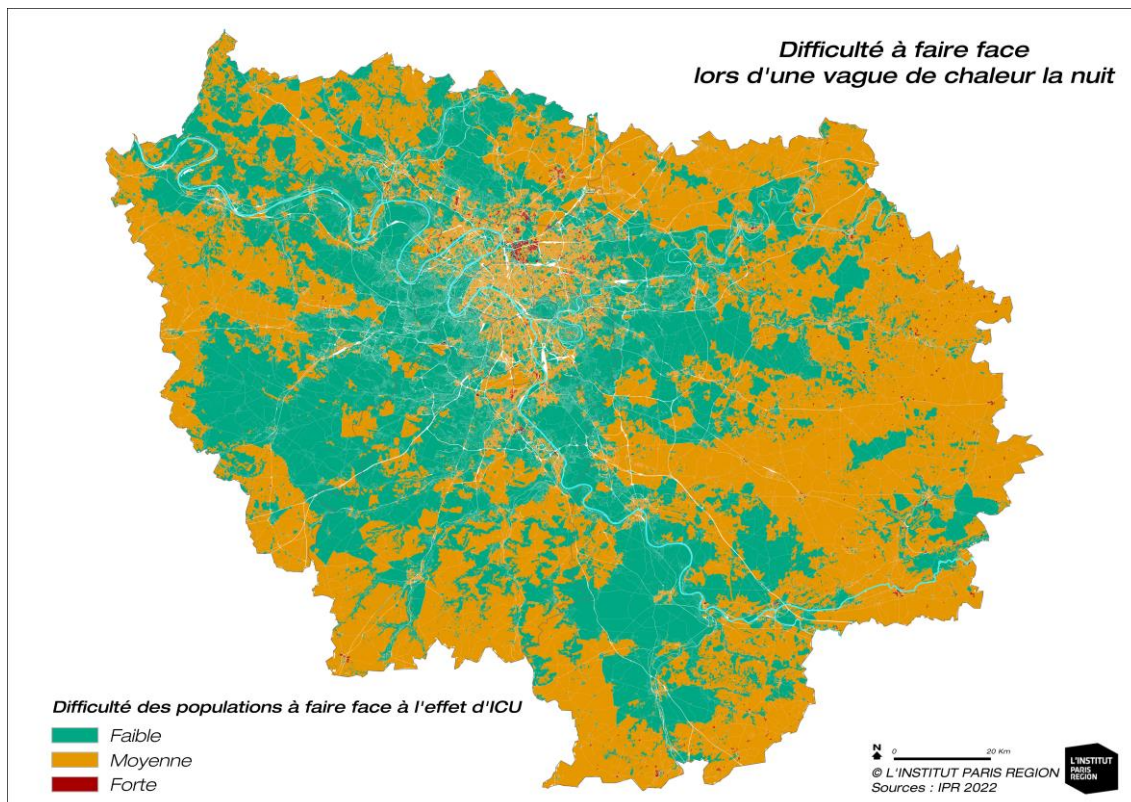 Difficulté à faire face
lors d'une vague de chaleur la nuit
Difficulté des populations à faire face à l'effet d'ICU
Faible
Moyenne
Forte
N
0
20 Km
© L'INSTITUT PARIS REGION
Sources : IPR 2022
L'INSTITUT
PARIS
REGION